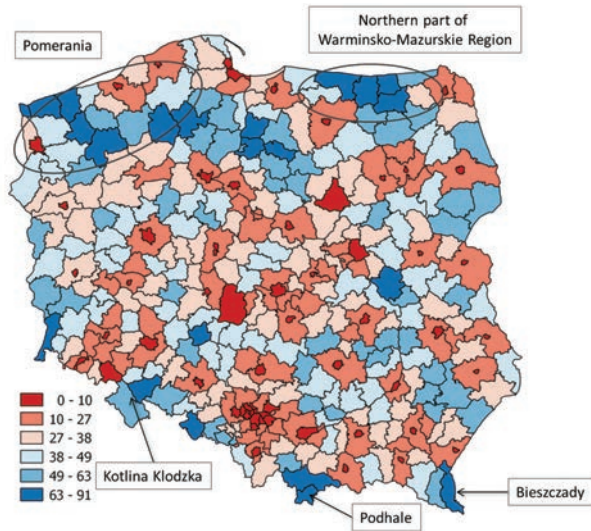 Pomerania
Northern part of
Warminsko-Mazurskie Region
0 - 10
10 - 27
27 - 38
38 - 49
49 - 63
63 - 91
Kotlina Klodzka
Podhale
Bieszczady